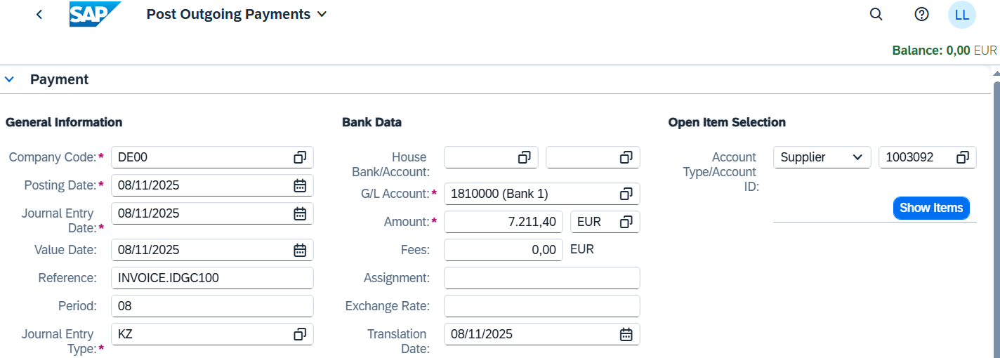 SAP Post Outgoing Payments
LL
Balance: 0,00 EUR
Payment
General Information
Company Code:* DE00
Posting Date:* 08/11/2025
Journal Entry
Date:* 08/11/2025
Value Date: 08/11/2025
Reference: INVOICE.IDGC100
Period: 08
Journal Entry
Type:* KZ
Bank Data
House
Bank/Account:
G/L Account:* 1810000 (Bank 1)
Amount:* 7.211,40 EUR
Fees: 0,00 EUR
Assignment:
Exchange Rate:
Translation
Date: 08/11/2025
Open Item Selection
Account
Type/Account
ID: Supplier 1003092
Show Items